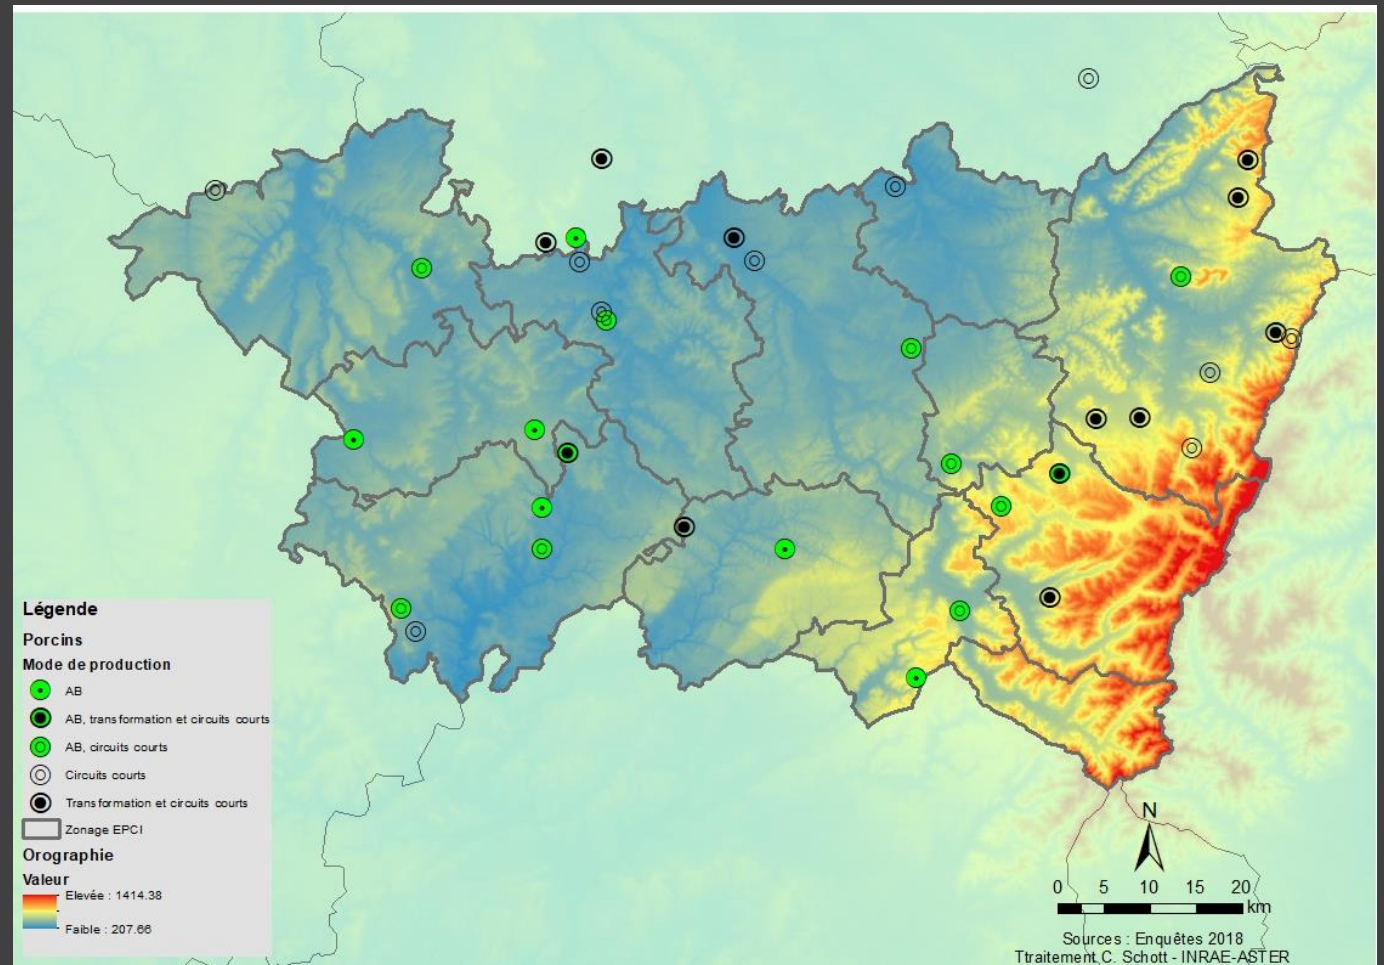 Légende
Porcins
Mode de production
AB
AB, transformation et circuits courts
AB, circuits courts
Circuits courts
Transformation et circuits courts
Zonage EPCI
Orographie
Valeur
Elevée : 1414.38
Faible : 207.66
N
0 5 10 15 20
km
Sources : Enquêtes 2018
Ttraitement C. Schott - INRAE-ASTER